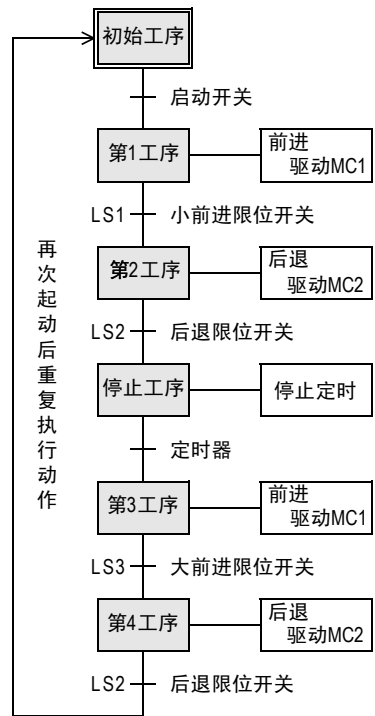 初始工序
启动开关
第1工序
前进
驱动MC1
LS1
小前进限位开关
第2工序
后退
驱动MC2
LS2
后退限位开关
停止工序
停止定时
定时器
第3工序
前进
驱动MC1
LS3
大前进限位开关
第4工序
后退
驱动MC2
LS2
后退限位开关
再次起动后重复执行动作